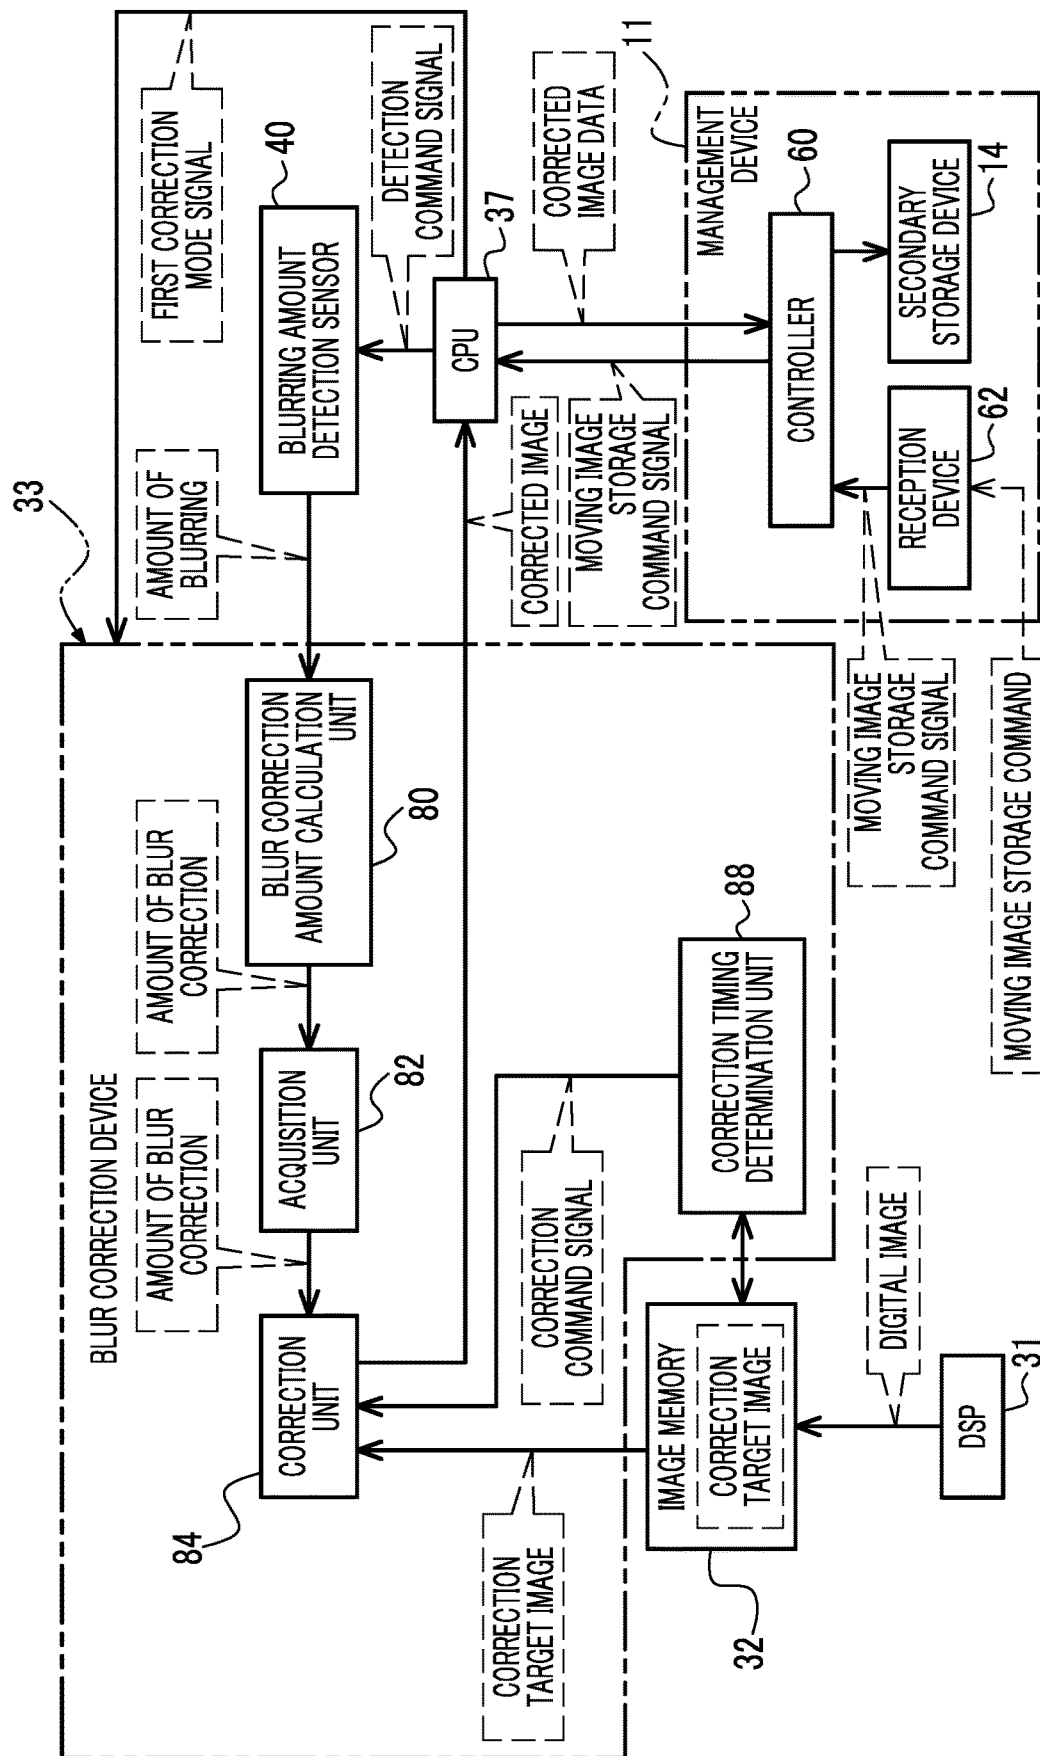 33
FIRST CORRECTION
MODE SIGNAL
BLUR CORRECTION DEVICE
AMOUNT OF BLUR
CORRECTION
AMOUNT OF BLUR
CORRECTION
AMOUNT OF
BLURRING
DETECTION
COMMAND SIGNAL
84
CORRECTION
UNIT
ACQUISITION
UNIT
82
BLUR CORRECTION
AMOUNT CALCULATION
UNIT
80
BLURRING AMOUNT
DETECTION SENSOR
40
CPU
37
CORRECTED
IMAGE DATA
11
CORRECTION
TARGET IMAGE
CORRECTION
COMMAND SIGNAL
CORRECTED IMAGE
MOVING IMAGE
STORAGE
COMMAND SIGNAL
32
IMAGE MEMORY
CORRECTION
TARGET IMAGE
CORRECTION TIMING
DETERMINATION UNIT
88
MANAGEMENT
DEVICE
CONTROLLER
60
DIGITAL IMAGE
MOVING IMAGE
STORAGE
COMMAND SIGNAL
RECEPTION
DEVICE
62
SECONDARY
STORAGE DEVICE
14
DSP
31
MOVING IMAGE STORAGE COMMAND